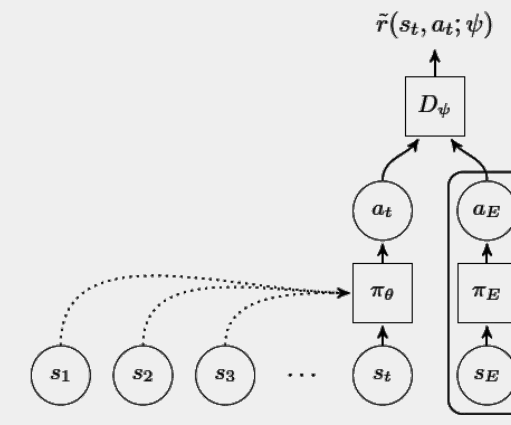 r̃(s_t, a_t; ψ)
D_ψ
a_t a_E
π_θ π_E
s_1 s_2 s_3 ... s_t s_E